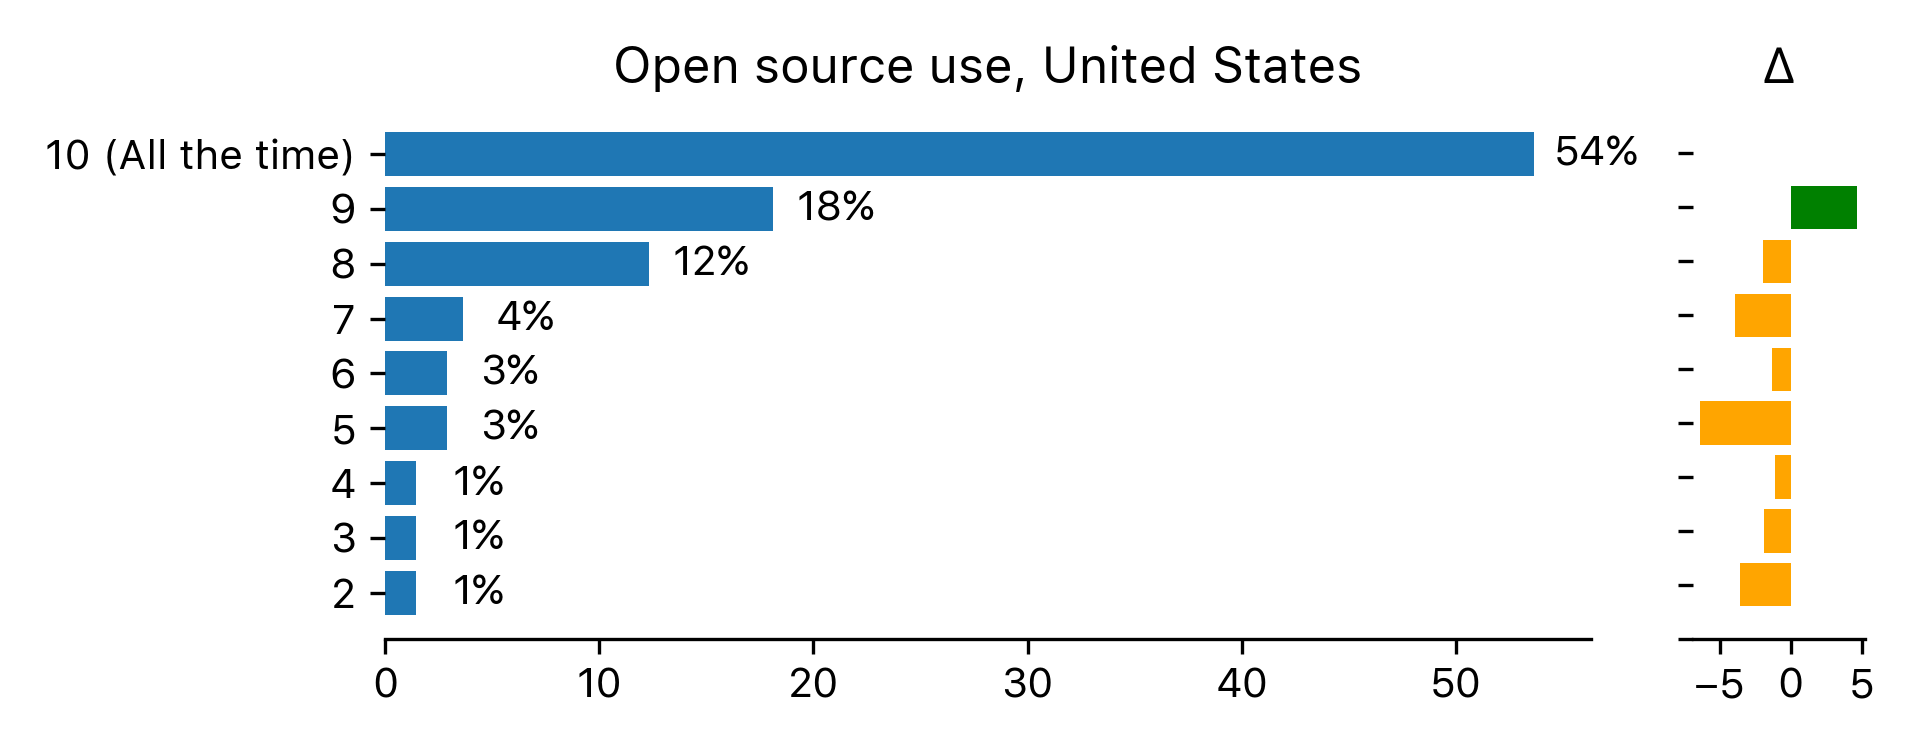 Open source use, United States Δ
10 (All the time) 54%
9 18%
8 12%
7 4%
6 3%
5 3%
4 1%
3 1%
2 1%
0 10 20 30 40 50 −5 0 5